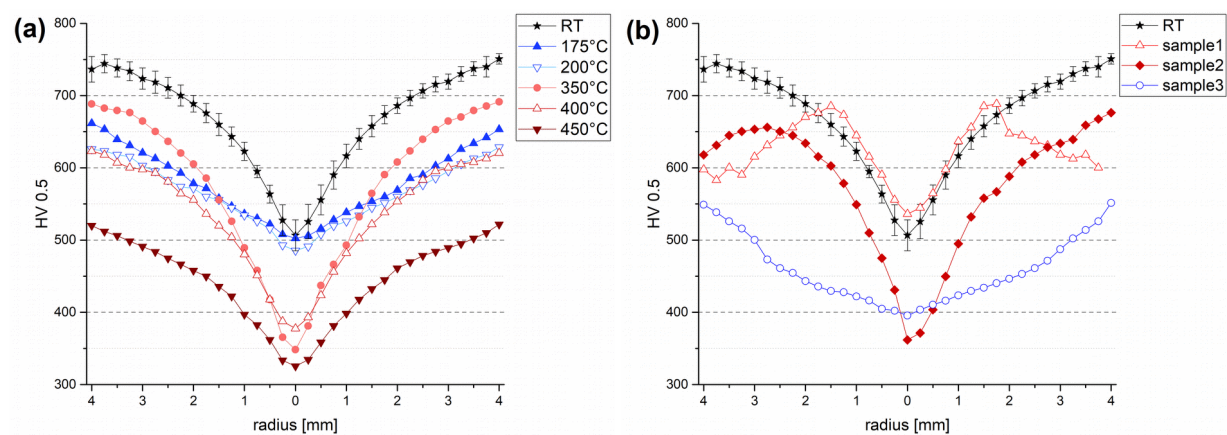 (a)
800
700
600
500
400
300
HV 0.5
4 3 2 1 0 1 2 3 4
radius [mm]
RT
175°C
200°C
350°C
400°C
450°C
(b)
800
700
600
500
400
300
HV 0.5
4 3 2 1 0 1 2 3 4
radius [mm]
RT
sample1
sample2
sample3